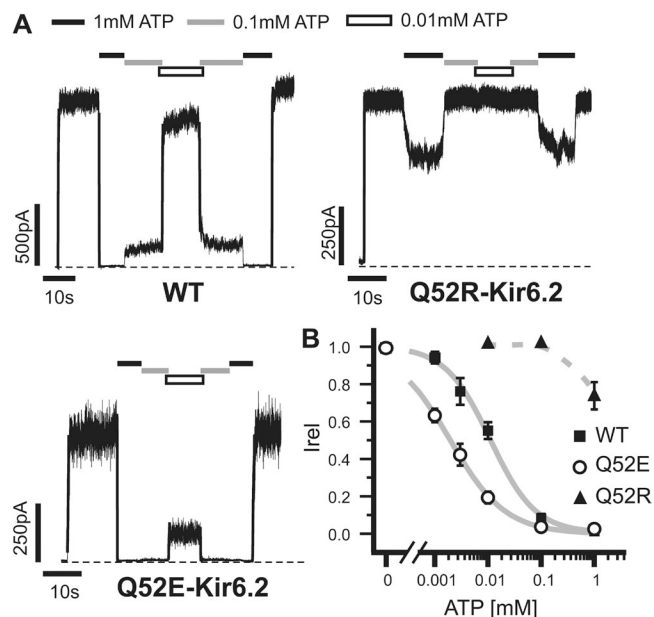 A 1mM ATP 0.1mM ATP 0.01mM ATP
500pA
10s
WT
250pA
10s
Q52R-Kir6.2
250pA
10s
Q52E-Kir6.2
B
Irel
1.0
0.8
0.6
0.4
0.2
0.0
0 0.001 0.01 0.1 1
ATP [mM]
WT
Q52E
Q52R